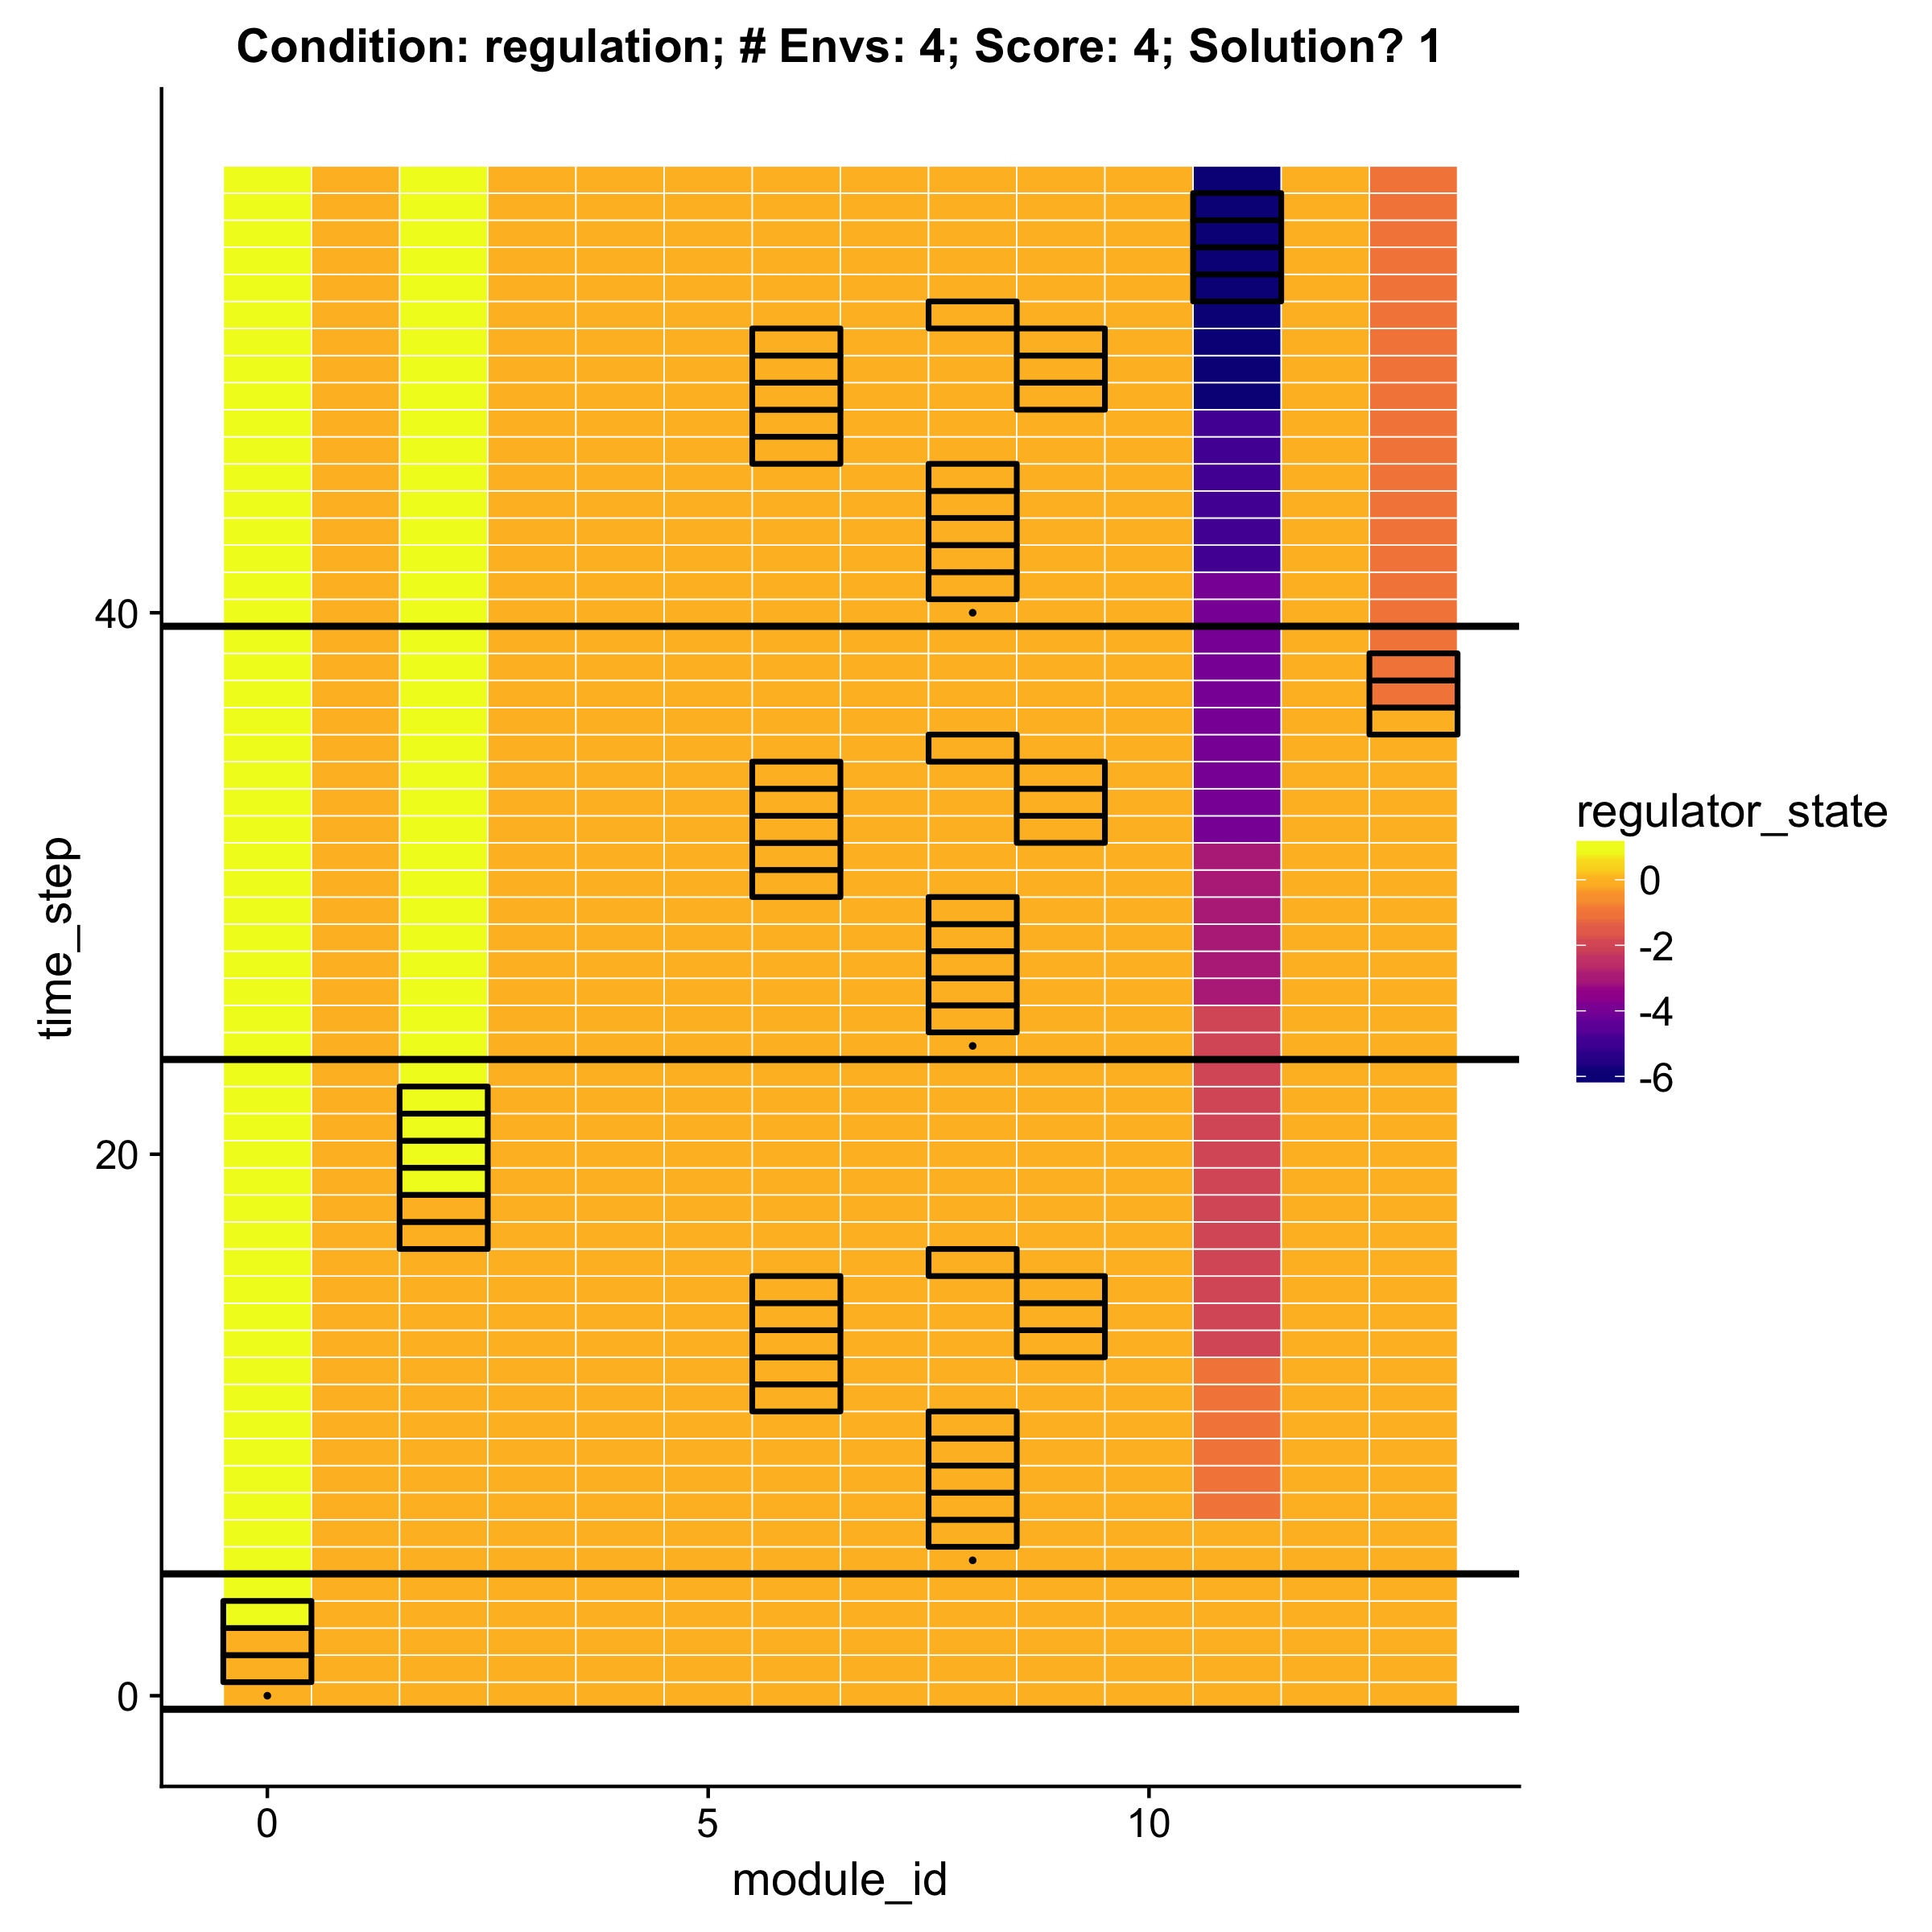 Condition: regulation; # Envs: 4; Score: 4; Solution? 1
time_step
40
20
0
0
5
10
module_id
regulator_state
0
-2
-4
-6